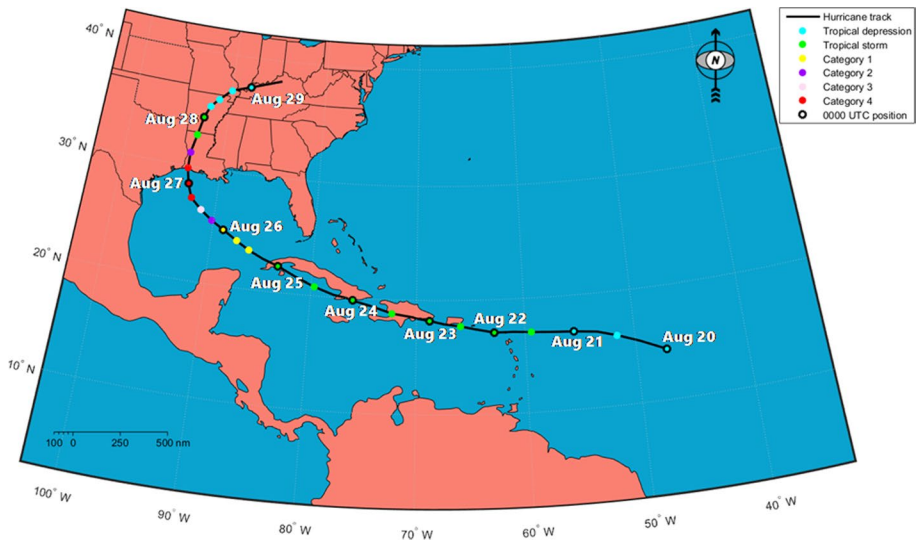 Hurricane track
Tropical depression
Tropical storm
Category 1
Category 2
Category 3
Category 4
0000 UTC position
N
40° N
30° N
20° N
10° N
Aug 29
Aug 28
Aug 27
Aug 26
Aug 25
Aug 24
Aug 23
Aug 22
Aug 21
Aug 20
100 0 250 500 nm
100° W
90° W
80° W
70° W
60° W
50° W
40° W